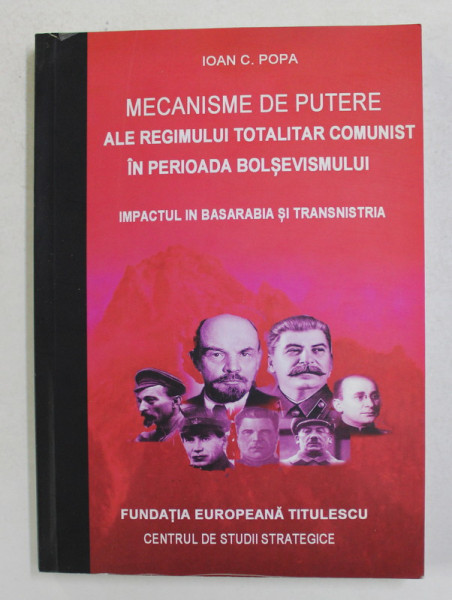 IOAN C. POPA
MECANISME DE PUTERE
ALE REGIMULUI TOTALITAR COMUNIST
ÎN PERIOADA BOLȘEVISMULUI
IMPACTUL IN BASARABIA ȘI TRANSNISTRIA
FUNDAȚIA EUROPEANĂ TITULESCU
CENTRUL DE STUDII STRATEGICE